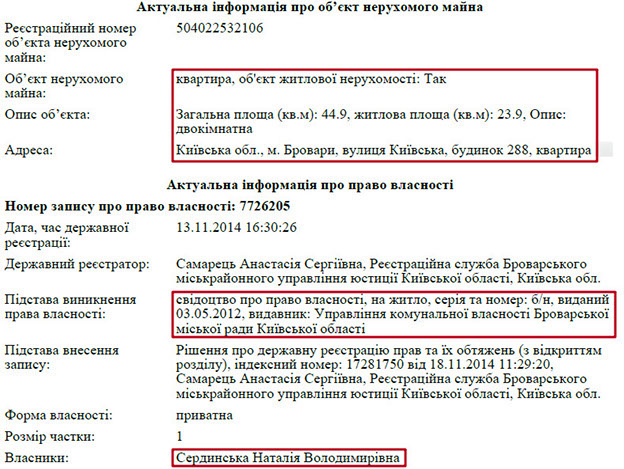 Актуальна інформація про об’єкт нерухомого майна
Реєстраційний номер 504022532106
об’єкта нерухомого
майна:
Об’єкт нерухомого квартира, об'єкт житлової нерухомості: Так
майна:
Опис об’єкта: Загальна площа (кв.м): 44.9, житлова площа (кв.м): 23.9, Опис:
двокімнатна
Адреса: Київська обл., м. Бровари, вулиця Київська, будинок 288, квартира
Актуальна інформація про право власності
Номер запису про право власності: 7726205
Дата, час державної 13.11.2014 16:30:26
реєстрації:
Державний реєстратор: Самарець Анастасія Сергіївна, Реєстраційна служба Броварського
міськрайонного управління юстиції Київської області, Київська обл.
Підстава виникнення свідоцтво про право власності, на житло, серія та номер: б/н, виданий
права власності: 03.05.2012, видавник: Управління комунальної власності Броварської
міської ради Київської області
Підстава внесення Рішення про державну реєстрацію прав та їх обтяжень (з відкриттям
запису: розділу), індексний номер: 17281750 від 18.11.2014 11:29:20,
Самарець Анастасія Сергіївна, Реєстраційна служба Броварського
міськрайонного управління юстиції Київської області, Київська обл.
Форма власності: приватна
Розмір частки: 1
Власники: Сердинська Наталія Володимирівна